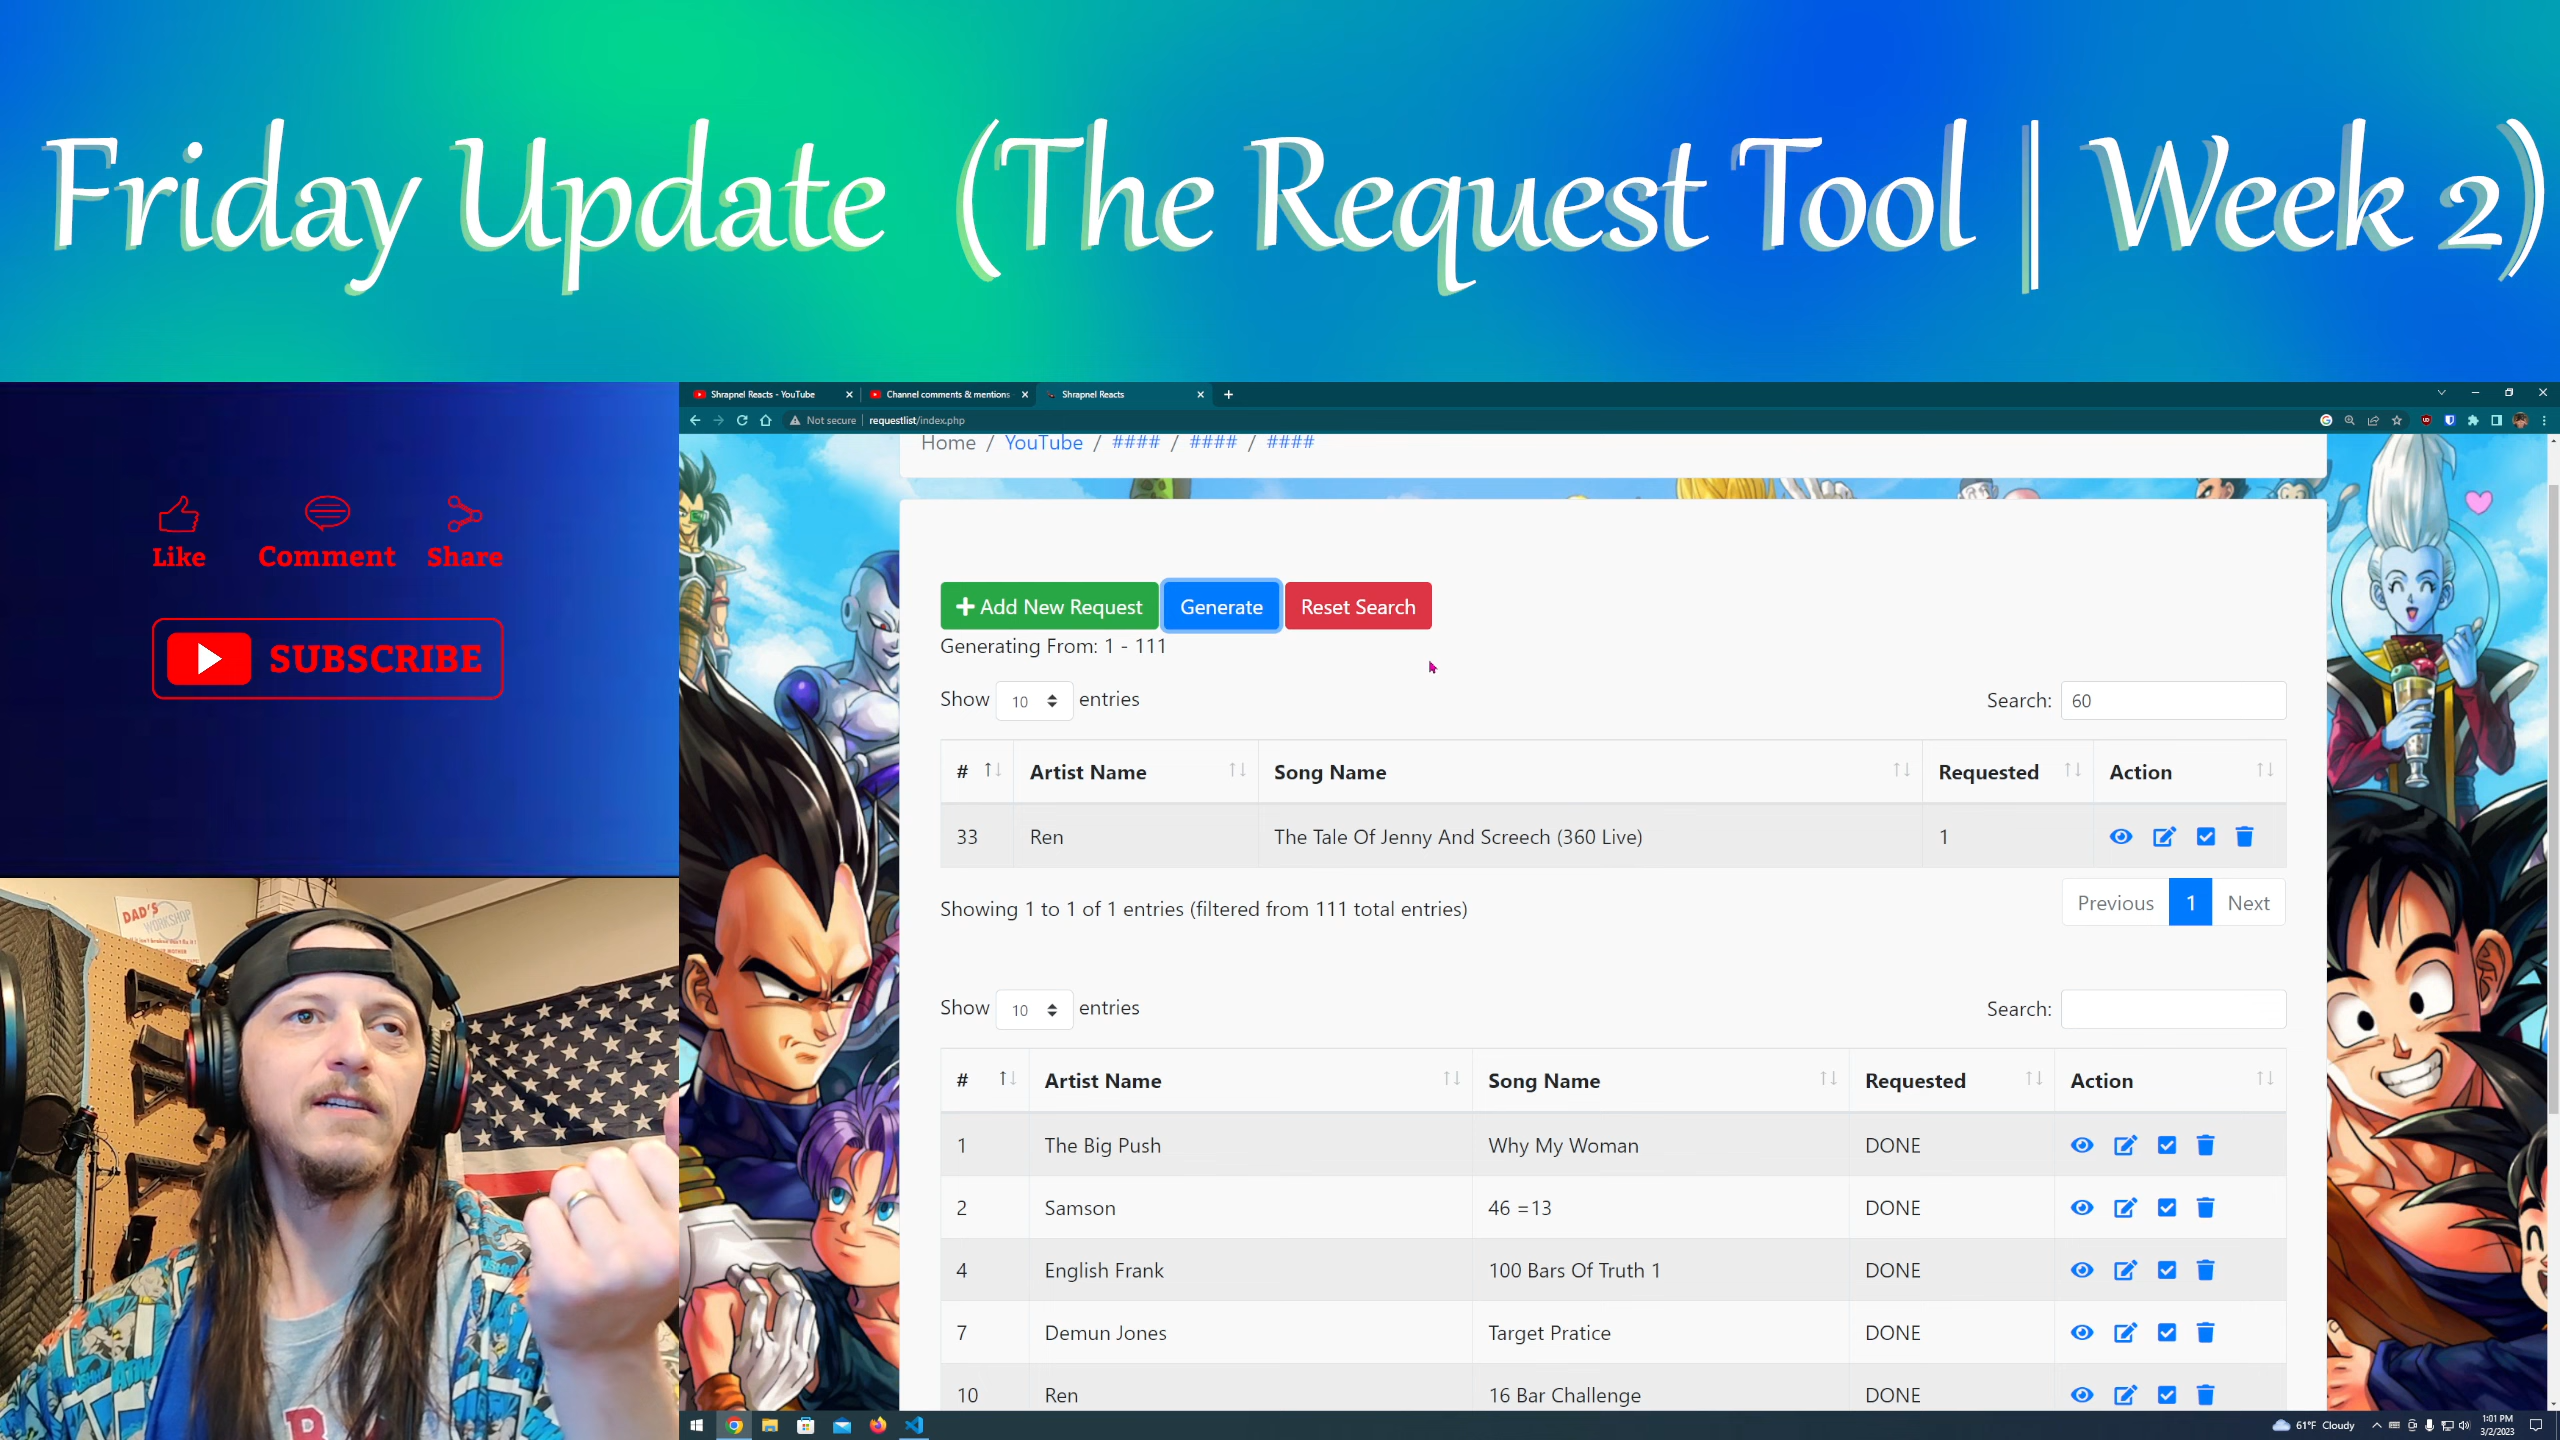 Friday Update (The Request Tool | Week 2)
Like Comment Share
SUBSCRIBE
DAD'S
WORKSHOP
Shrapnel Reacts - YouTube
Channel comments & mentions
Shrapnel Reacts
Not secure | requestlist/index.php
Home / YouTube / #### / #### / ####
Add New Request Generate Reset Search
Generating From: 1 - 111
Show 10 entries Search: 60
# Artist Name Song Name Requested Action
33 Ren The Tale Of Jenny And Screech (360 Live) 1
Showing 1 to 1 of 1 entries (filtered from 111 total entries) Previous 1 Next
Show 10 entries Search:
# Artist Name Song Name Requested Action
1 The Big Push Why My Woman DONE
2 Samson 46 =13 DONE
4 English Frank 100 Bars Of Truth 1 DONE
7 Demun Jones Target Pratice DONE
10 Ren 16 Bar Challenge DONE
61°F Cloudy
1:01 PM
3/2/2023